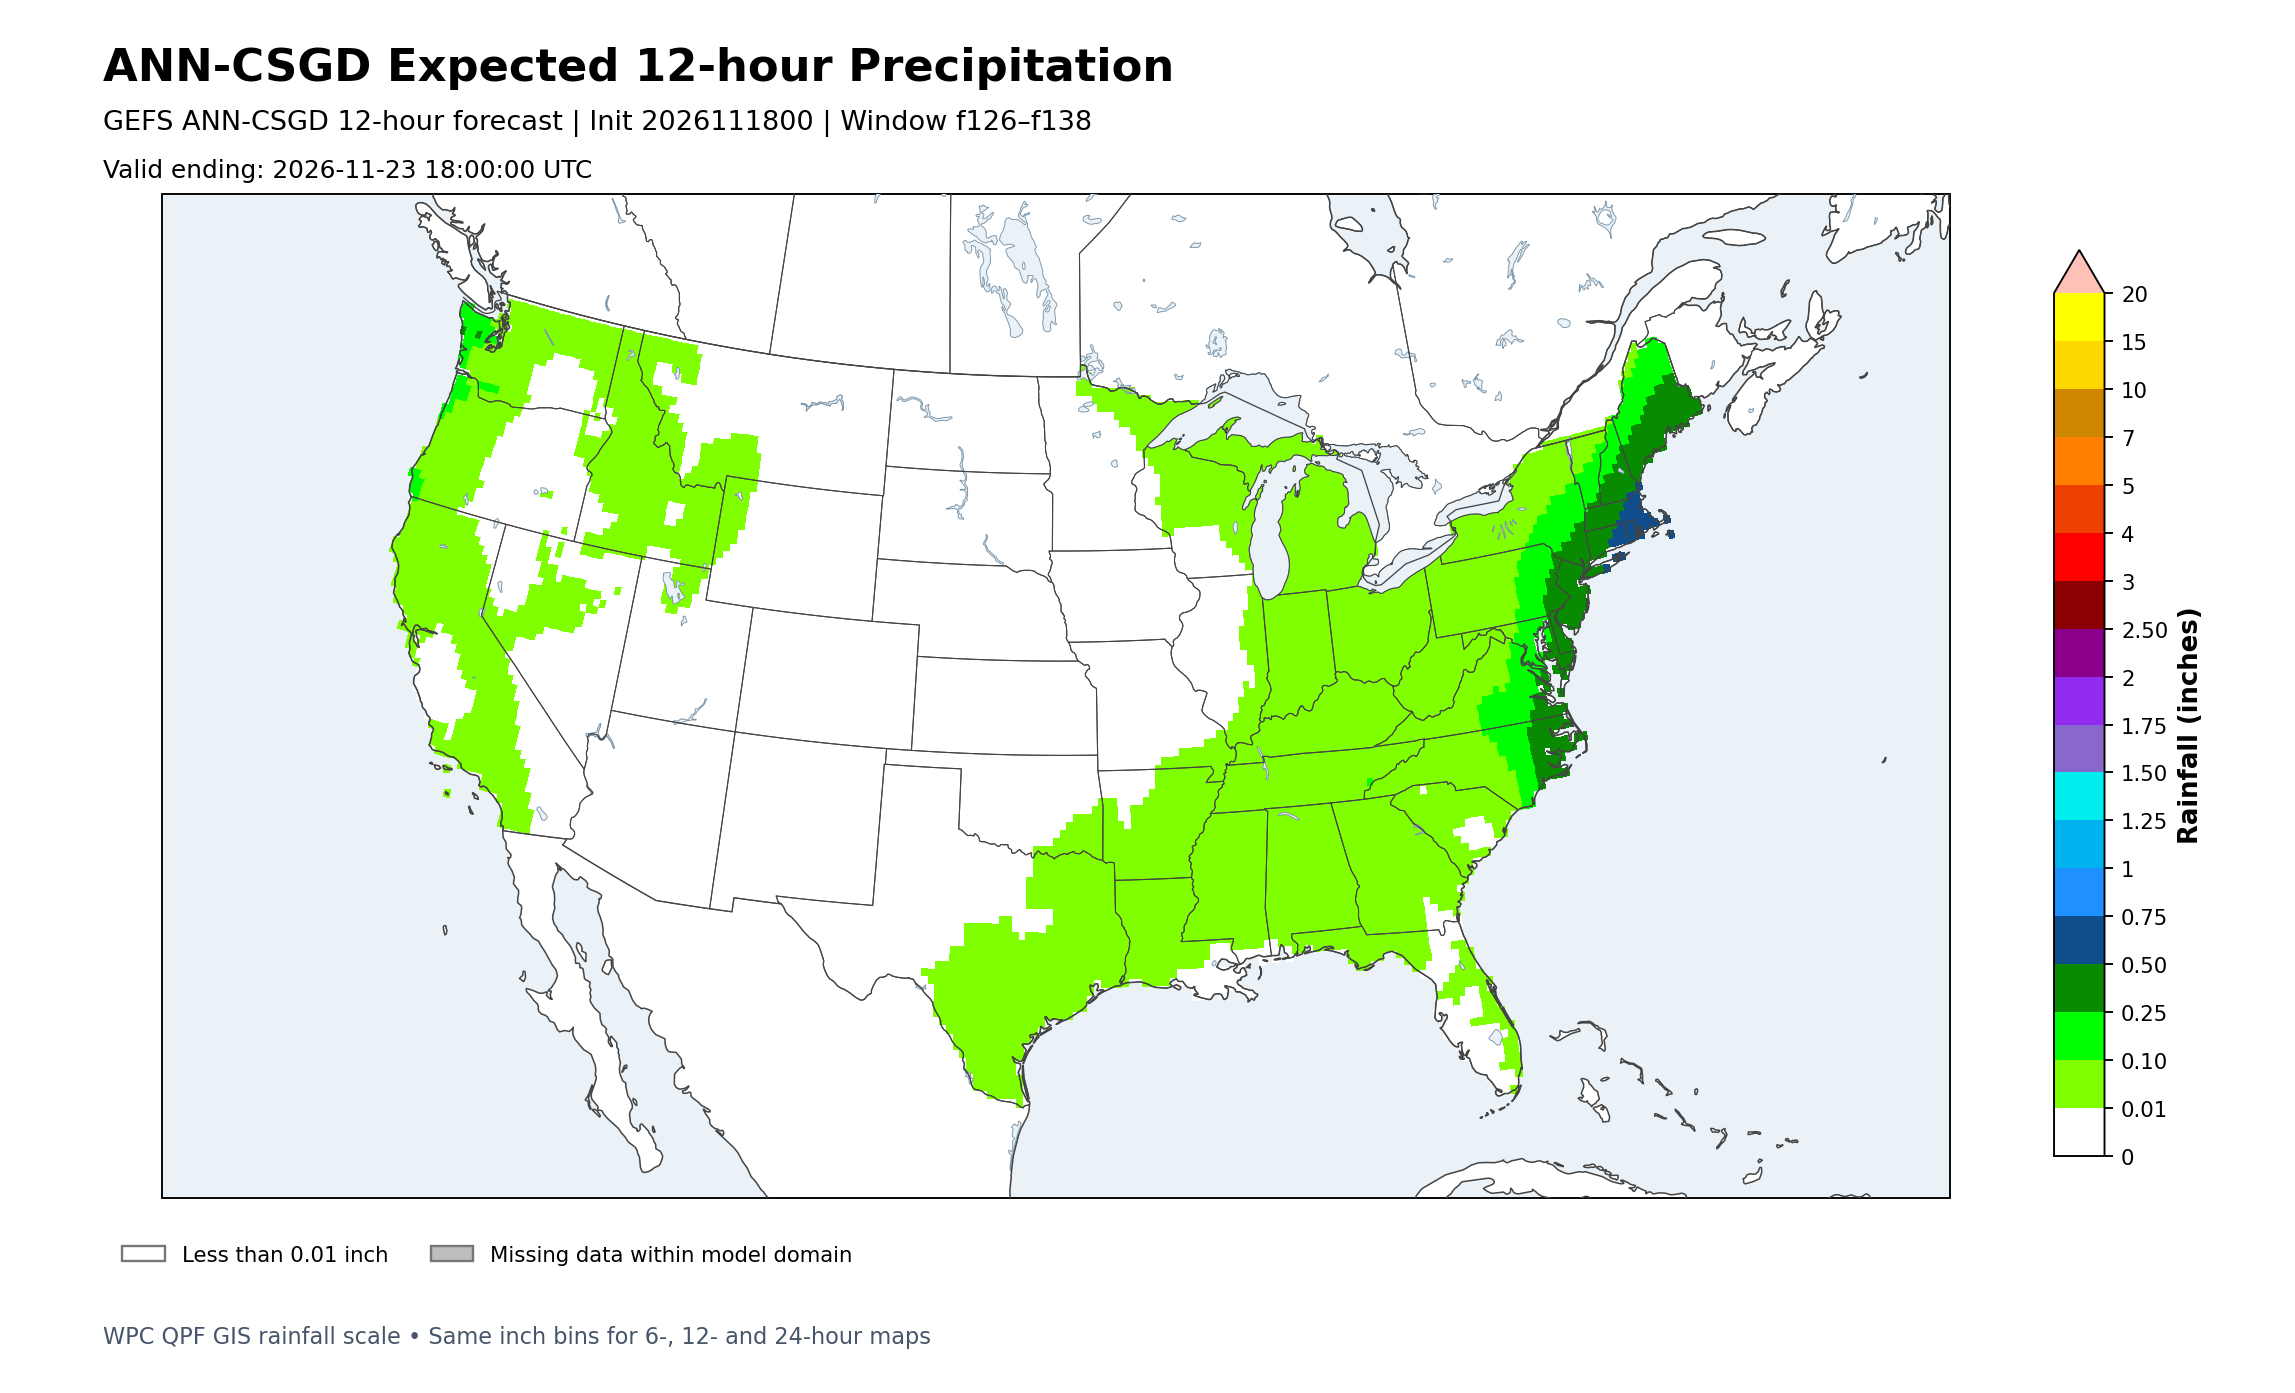 ANN-CSGD Expected 12-hour Precipitation
GEFS ANN-CSGD 12-hour forecast | Init 2026111800 | Window f126–f138
Valid ending: 2026-11-23 18:00:00 UTC
20
15
10
7
5
4
3
2.50
2
1.75
1.50
1.25
1
0.75
0.50
0.25
0.10
0.01
0
Rainfall (inches)
Less than 0.01 inch
Missing data within model domain
WPC QPF GIS rainfall scale • Same inch bins for 6-, 12- and 24-hour maps